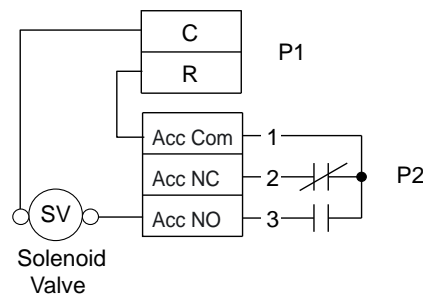 C
P1
R
Acc Com 1
Acc NC 2
P2
SV
Acc NO 3
Solenoid
Valve